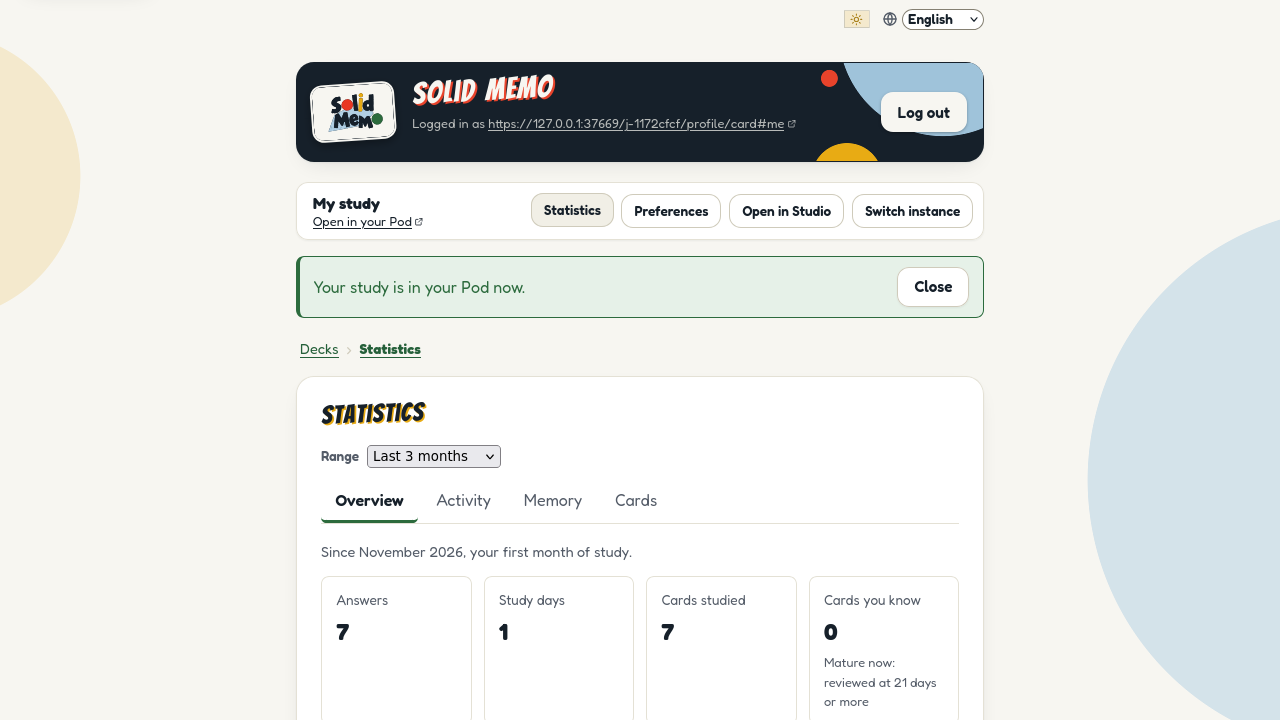 English
Solid Memo
SOLID MEMO
Logged in as https://127.0.0.1:37669/j-1172cfcf/profile/card#me
Log out
My study
Open in your Pod
Statistics
Preferences
Open in Studio
Switch instance
Your study is in your Pod now.
Close
Decks › Statistics
STATISTICS
Range Last 3 months
Overview
Activity
Memory
Cards
Since November 2026, your first month of study.
Answers
7
Study days
1
Cards studied
7
Cards you know
0
Mature now:
reviewed at 21 days
or more